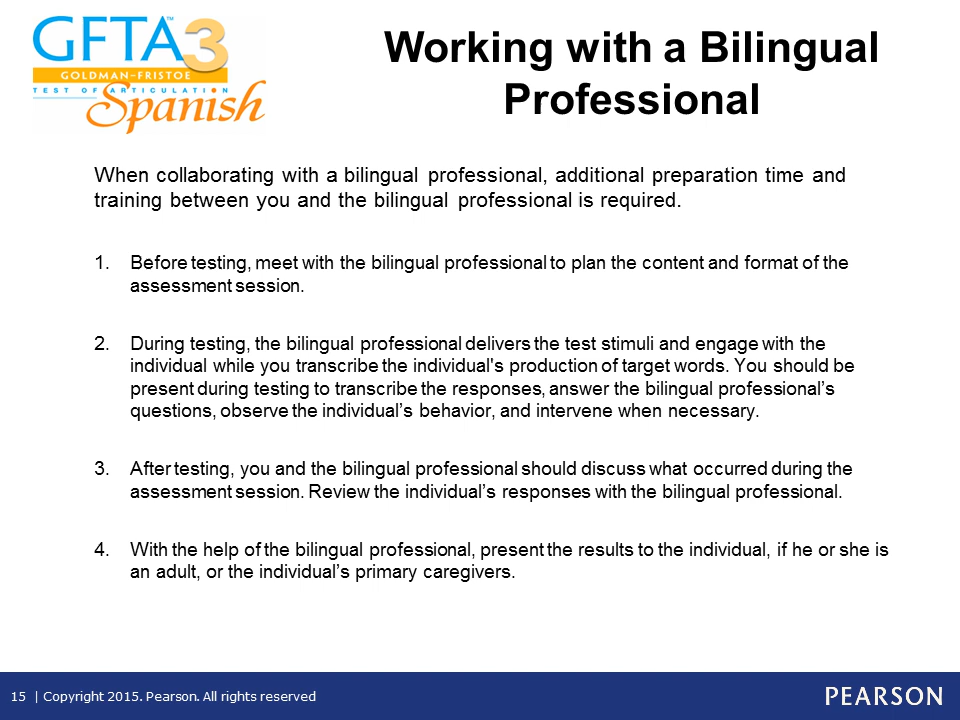 GFTA3
GOLDMAN–FRISTOE
TEST OF ARTICULATION
Spanish
Working with a Bilingual
Professional
When collaborating with a bilingual professional, additional preparation time and
training between you and the bilingual professional is required.
1. Before testing, meet with the bilingual professional to plan the content and format of the
assessment session.
2. During testing, the bilingual professional delivers the test stimuli and engage with the
individual while you transcribe the individual's production of target words. You should be
present during testing to transcribe the responses, answer the bilingual professional’s
questions, observe the individual’s behavior, and intervene when necessary.
3. After testing, you and the bilingual professional should discuss what occurred during the
assessment session. Review the individual’s responses with the bilingual professional.
4. With the help of the bilingual professional, present the results to the individual, if he or she is
an adult, or the individual’s primary caregivers.
15 | Copyright 2015. Pearson. All rights reserved
PEARSON